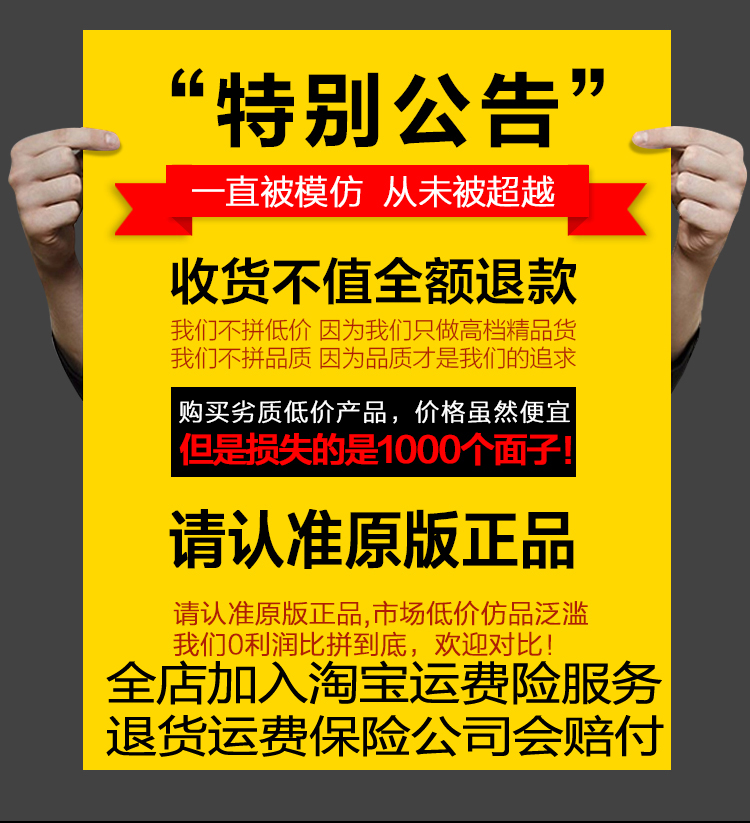 “特别公告”
一直被模仿 从未被超越
收货不值全额退款
我们不拼低价 因为我们只做高档精品货
我们不拼品质 因为品质才是我们的追求
购买劣质低价产品，价格虽然便宜
但是损失的是1000个面子！
请认准原版正品
请认准原版正品,市场低价仿品泛滥
我们0利润比拼到底，欢迎对比！
全店加入淘宝运费险服务
退货运费保险公司会赔付